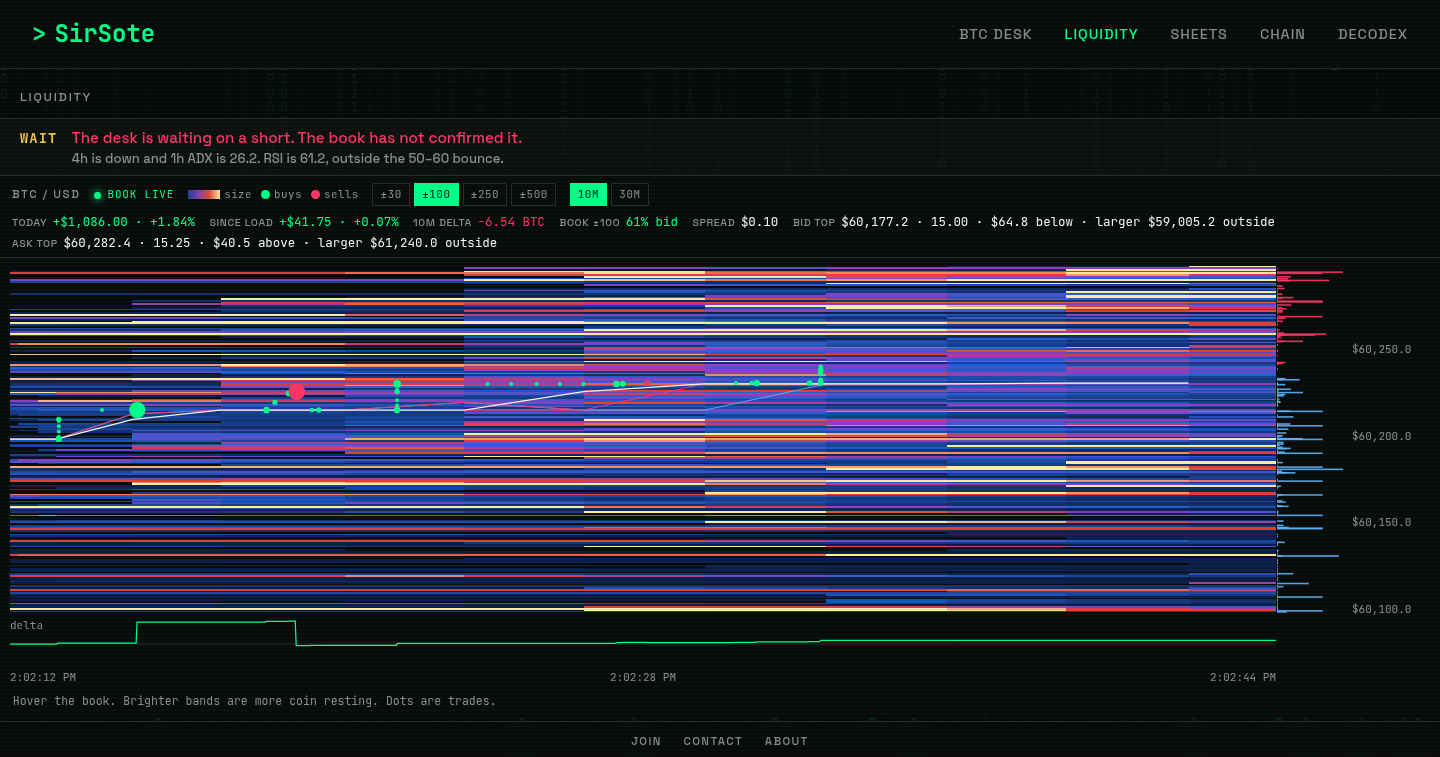 > SirSote
BTC DESK LIQUIDITY SHEETS CHAIN DECODEX
LIQUIDITY
WAIT The desk is waiting on a short. The book has not confirmed it.
4h is down and 1h ADX is 26.2. RSI is 61.2, outside the 50–60 bounce.
BTC / USD BOOK LIVE size buys sells ±30 ±100 ±250 ±500 10M 30M
TODAY +$1,086.00 · +1.84% SINCE LOAD +$41.75 · +0.07% 10M DELTA -6.54 BTC BOOK ±100 61% bid SPREAD $0.10 BID TOP $60,177.2 · 15.00 · $64.8 below · larger $59,005.2 outside
ASK TOP $60,282.4 · 15.25 · $40.5 above · larger $61,240.0 outside
$60,250.0
$60,200.0
$60,150.0
$60,100.0
delta
2:02:12 PM 2:02:28 PM 2:02:44 PM
Hover the book. Brighter bands are more coin resting. Dots are trades.
JOIN CONTACT ABOUT